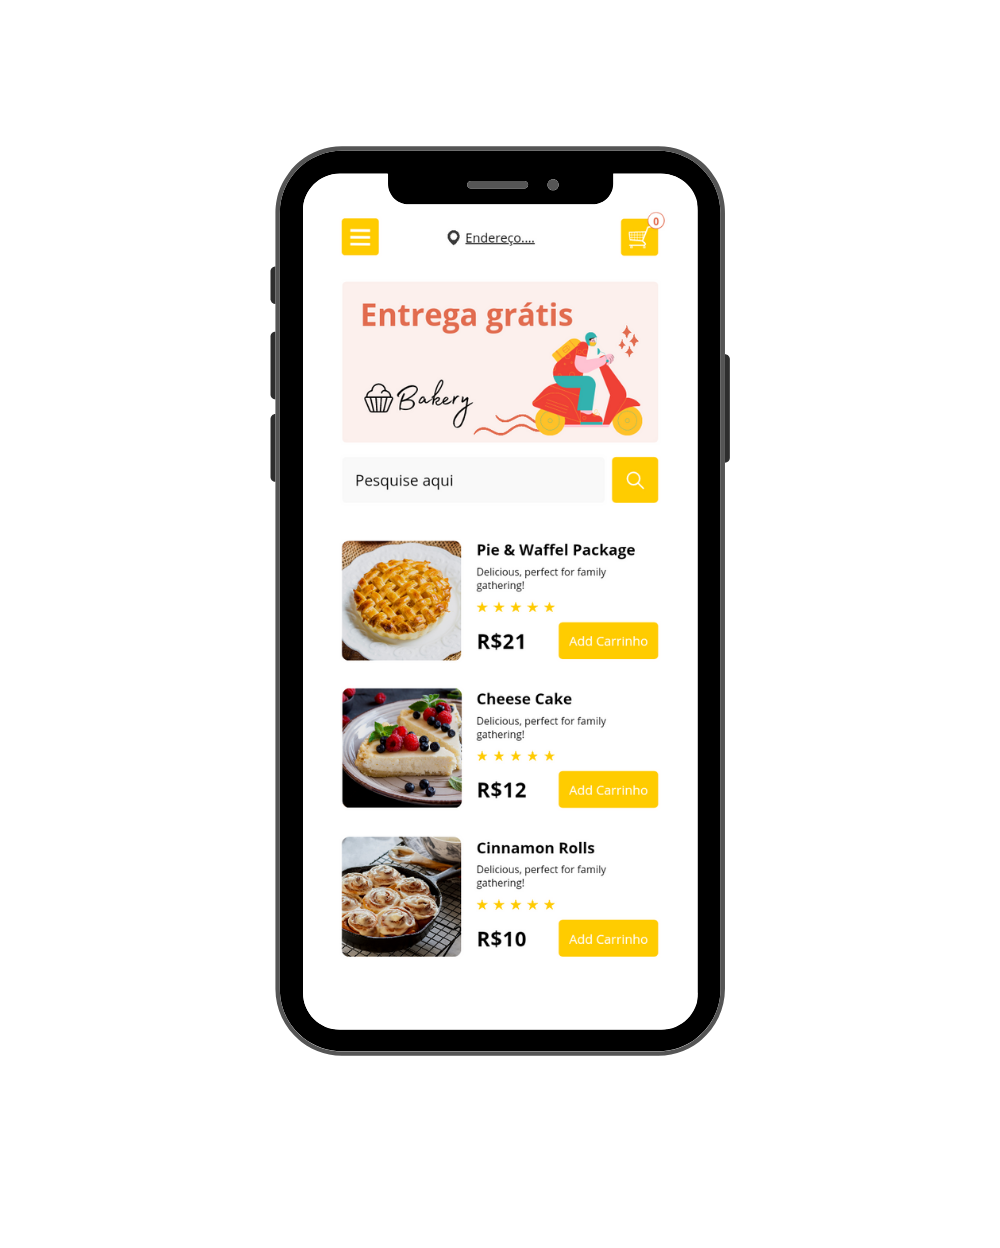 Endereço....
0
Entrega grátis
Bakery
Pesquise aqui
Pie & Waffel Package
Delicious, perfect for family
gathering!
R$21
Add Carrinho
Cheese Cake
Delicious, perfect for family
gathering!
R$12
Add Carrinho
Cinnamon Rolls
Delicious, perfect for family
gathering!
R$10
Add Carrinho